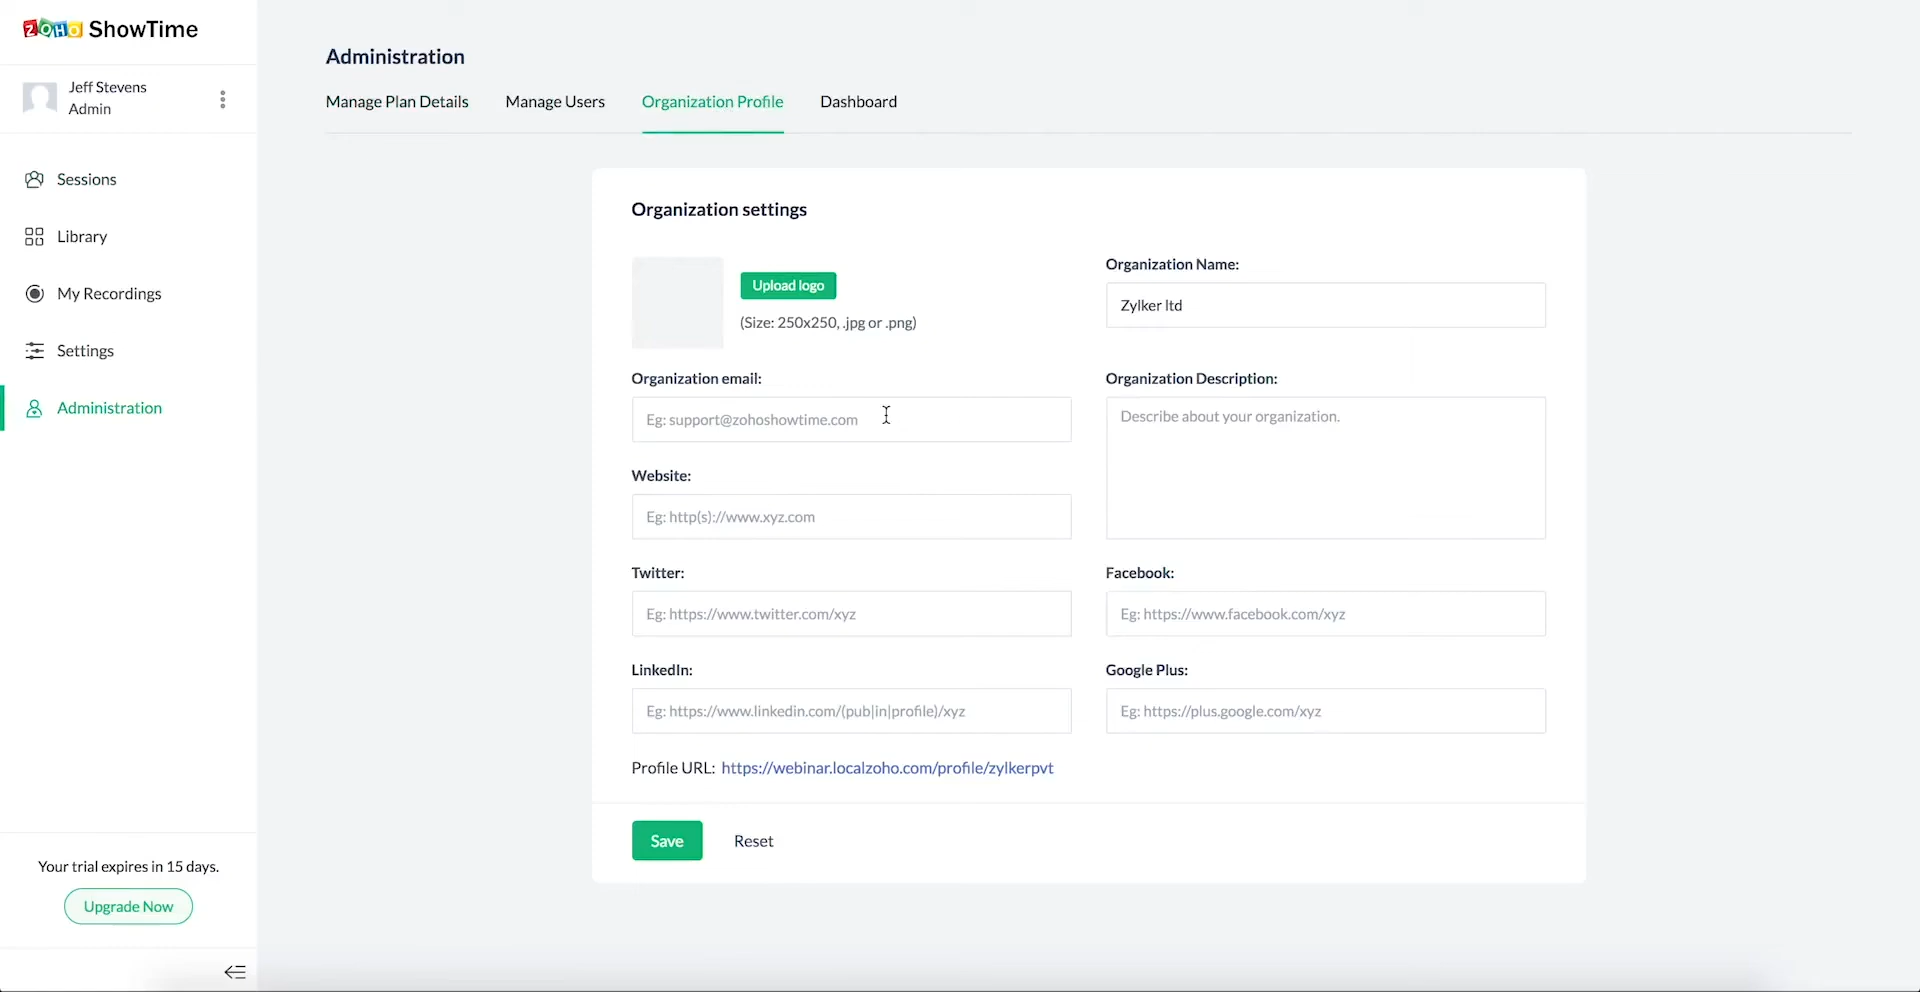 ZOHO ShowTime
Jeff Stevens
Admin
Sessions
Library
My Recordings
Settings
Administration
Your trial expires in 15 days.
Upgrade Now
Administration
Manage Plan Details
Manage Users
Organization Profile
Dashboard
Organization settings
Upload logo
(Size: 250x250, .jpg or .png)
Organization Name:
Zylker ltd
Organization email:
Eg: support@zohoshowtime.com
Organization Description:
Describe about your organization.
Website:
Eg: http(s)://www.xyz.com
Twitter:
Eg: https://www.twitter.com/xyz
Facebook:
Eg: https://www.facebook.com/xyz
LinkedIn:
Eg: https://www.linkedin.com/(pub|in|profile)/xyz
Google Plus:
Eg: https://plus.google.com/xyz
Profile URL: https://webinar.localzoho.com/profile/zylkerpvt
Save
Reset